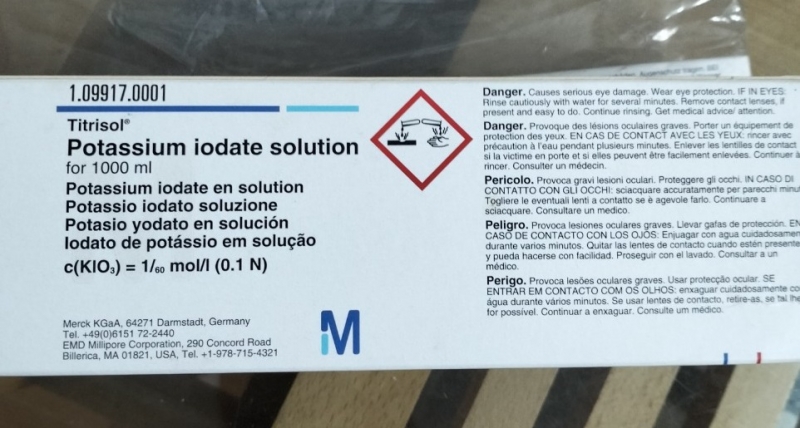 1.09917.0001
Titrisol®
Potassium iodate solution
for 1000 ml
Potassium iodate en solution
Potassio iodato soluzione
Potasio yodato en solución
Iodato de potássio em solução
c(KIO₃) = 1/₆₀ mol/l (0.1 N)
Merck KGaA, 64271 Darmstadt, Germany
Tel. +49(0)6151 72-2440
EMD Millipore Corporation, 290 Concord Road
Billerica, MA 01821, USA, Tel. +1-978-715-4321
M
Danger. Causes serious eye damage. Wear eye protection. IF IN EYES:
Rinse cautiously with water for several minutes. Remove contact lenses, if
present and easy to do. Continue rinsing. Get medical advice/ attention.
Danger. Provoque des lésions oculaires graves. Porter un équipement de
protection des yeux. EN CAS DE CONTACT AVEC LES YEUX: rincer avec
précaution à l'eau pendant plusieurs minutes. Enlever les lentilles de contact
si la victime en porte et si elles peuvent être facilement enlevées. Continuer à
rincer. Consulter un médecin.
Pericolo. Provoca gravi lesioni oculari. Proteggere gli occhi. IN CASO DI
CONTATTO CON GLI OCCHI: sciacquare accuratamente per parecchi minu
Togliere le eventuali lenti a contatto se è agevole farlo. Continuare a
sciacquare. Consultare un medico.
Peligro. Provoca lesiones oculares graves. Llevar gafas de protección. EN
CASO DE CONTACTO CON LOS OJOS: Enjuagar con agua cuidadosamen
durante varios minutos. Quitar las lentes de contacto cuando estén presente
y pueda hacerse con facilidad. Proseguir con el lavado. Consultar a un
médico.
Perigo. Provoca lesões oculares graves. Usar protecção ocular. SE
ENTRAR EM CONTACTO COM OS OLHOS: enxaguar cuidadosamente co
água durante vários minutos. Se usar lentes de contacto, retire-as, se tal lhe
for possível. Continuar a enxaguar. Consulte um médico.